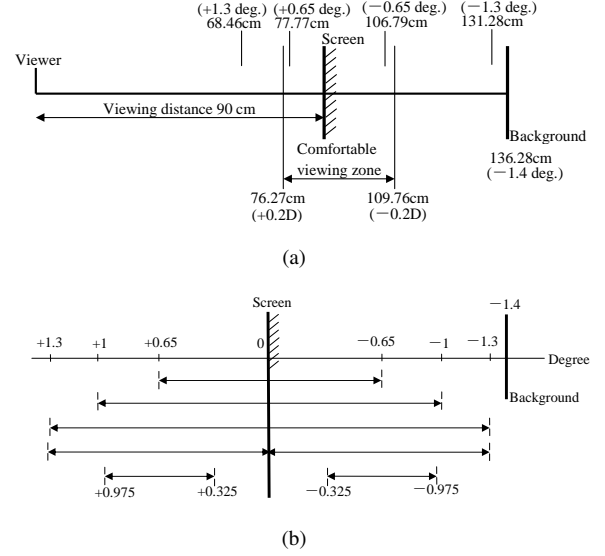 (+1.3 deg.) (+0.65 deg.) (−0.65 deg.) (−1.3 deg.)
68.46cm 77.77cm 106.79cm 131.28cm
Screen
Viewer
Viewing distance 90 cm
Background
Comfortable
viewing zone
136.28cm
(−1.4 deg.)
76.27cm 109.76cm
(+0.2D) (−0.2D)
(a)
Screen −1.4
+1.3 +1 +0.65 0 −0.65 −1 −1.3
Degree
Background
+0.975 +0.325 −0.325 −0.975
(b)